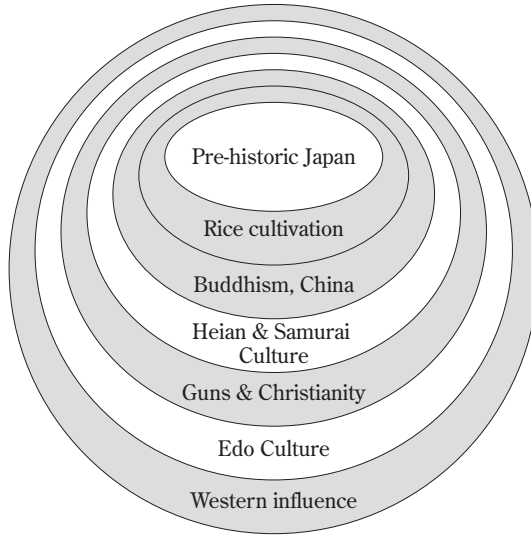 Pre-historic Japan
Rice cultivation
Buddhism, China
Heian & Samurai
Culture
Guns & Christianity
Edo Culture
Western influence